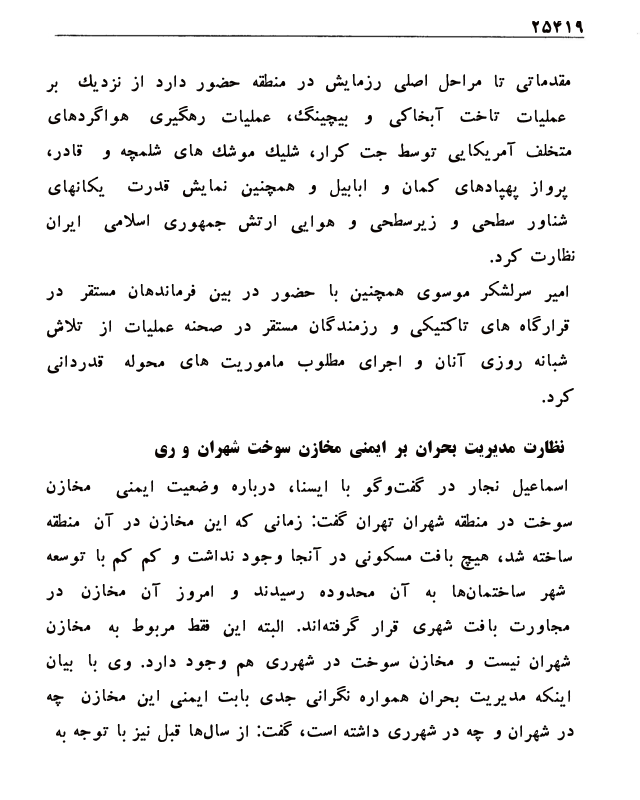 ۲۵۴۱۹
مقدماتی تا مراحل اصلی رزمایش در منطقه حضور دارد از نزدیك بر
عملیات تاخت آبخاکی و بیچینگ، عملیات رهگیری هواگردهای
متخلف آمریکایی توسط جت کرار، شلیك موشك های شلمچه و قادر،
پرواز پهپادهای کمان و ابابیل و همچنین نمایش قدرت یکانهای
شناور سطحی و زیرسطحی و هوایی ارتش جمهوری اسلامی ایران
نظارت کرد.
امیر سرلشکر موسوی همچنین با حضور در بین فرماندهان مستقر در
قرارگاه های تاکتیکی و رزمندگان مستقر در صحنه عملیات از تلاش
شبانه روزی آنان و اجرای مطلوب ماموریت های محوله قدردانی
کرد.
نظارت مدیریت بحران بر ایمنی مخازن سوخت شهران و ری
اسماعیل نجار در گفت‌وگو با ایسنا، درباره وضعیت ایمنی مخازن
سوخت در منطقه شهران تهران گفت: زمانی که این مخازن در آن منطقه
ساخته شد، هیچ بافت مسکونی در آنجا وجود نداشت و کم کم با توسعه
شهر ساختمان‌ها به آن محدوده رسیدند و امروز آن مخازن در
مجاورت بافت شهری قرار گرفته‌اند. البته این فقط مربوط به مخازن
شهران نیست و مخازن سوخت در شهرری هم وجود دارد. وی با بیان
اینکه مدیریت بحران همواره نگرانی جدی بابت ایمنی این مخازن چه
در شهران و چه در شهرری داشته است، گفت: از سال‌ها قبل نیز با توجه به